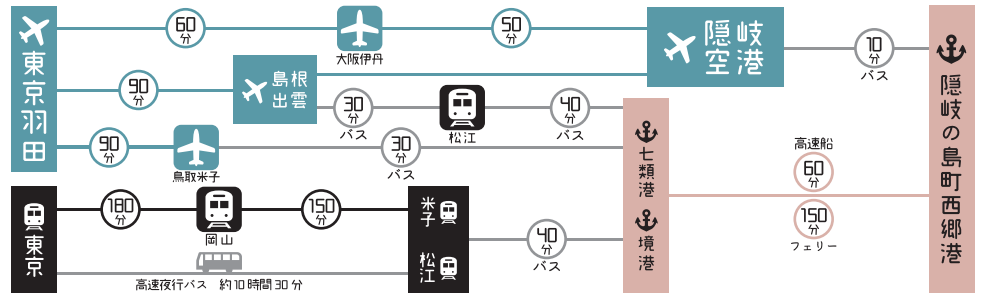 東京羽田
60分
大阪伊丹
50分
隠岐空港
10分
バス
90分
島根出雲
30分
バス
松江
40分
バス
90分
鳥取米子
30分
バス
七類港
境港
高速船
60分
150分
フェリー
隠岐の島町西郷港
東京
180分
岡山
150分
米子
松江
40分
バス
高速夜行バス 約10時間30分